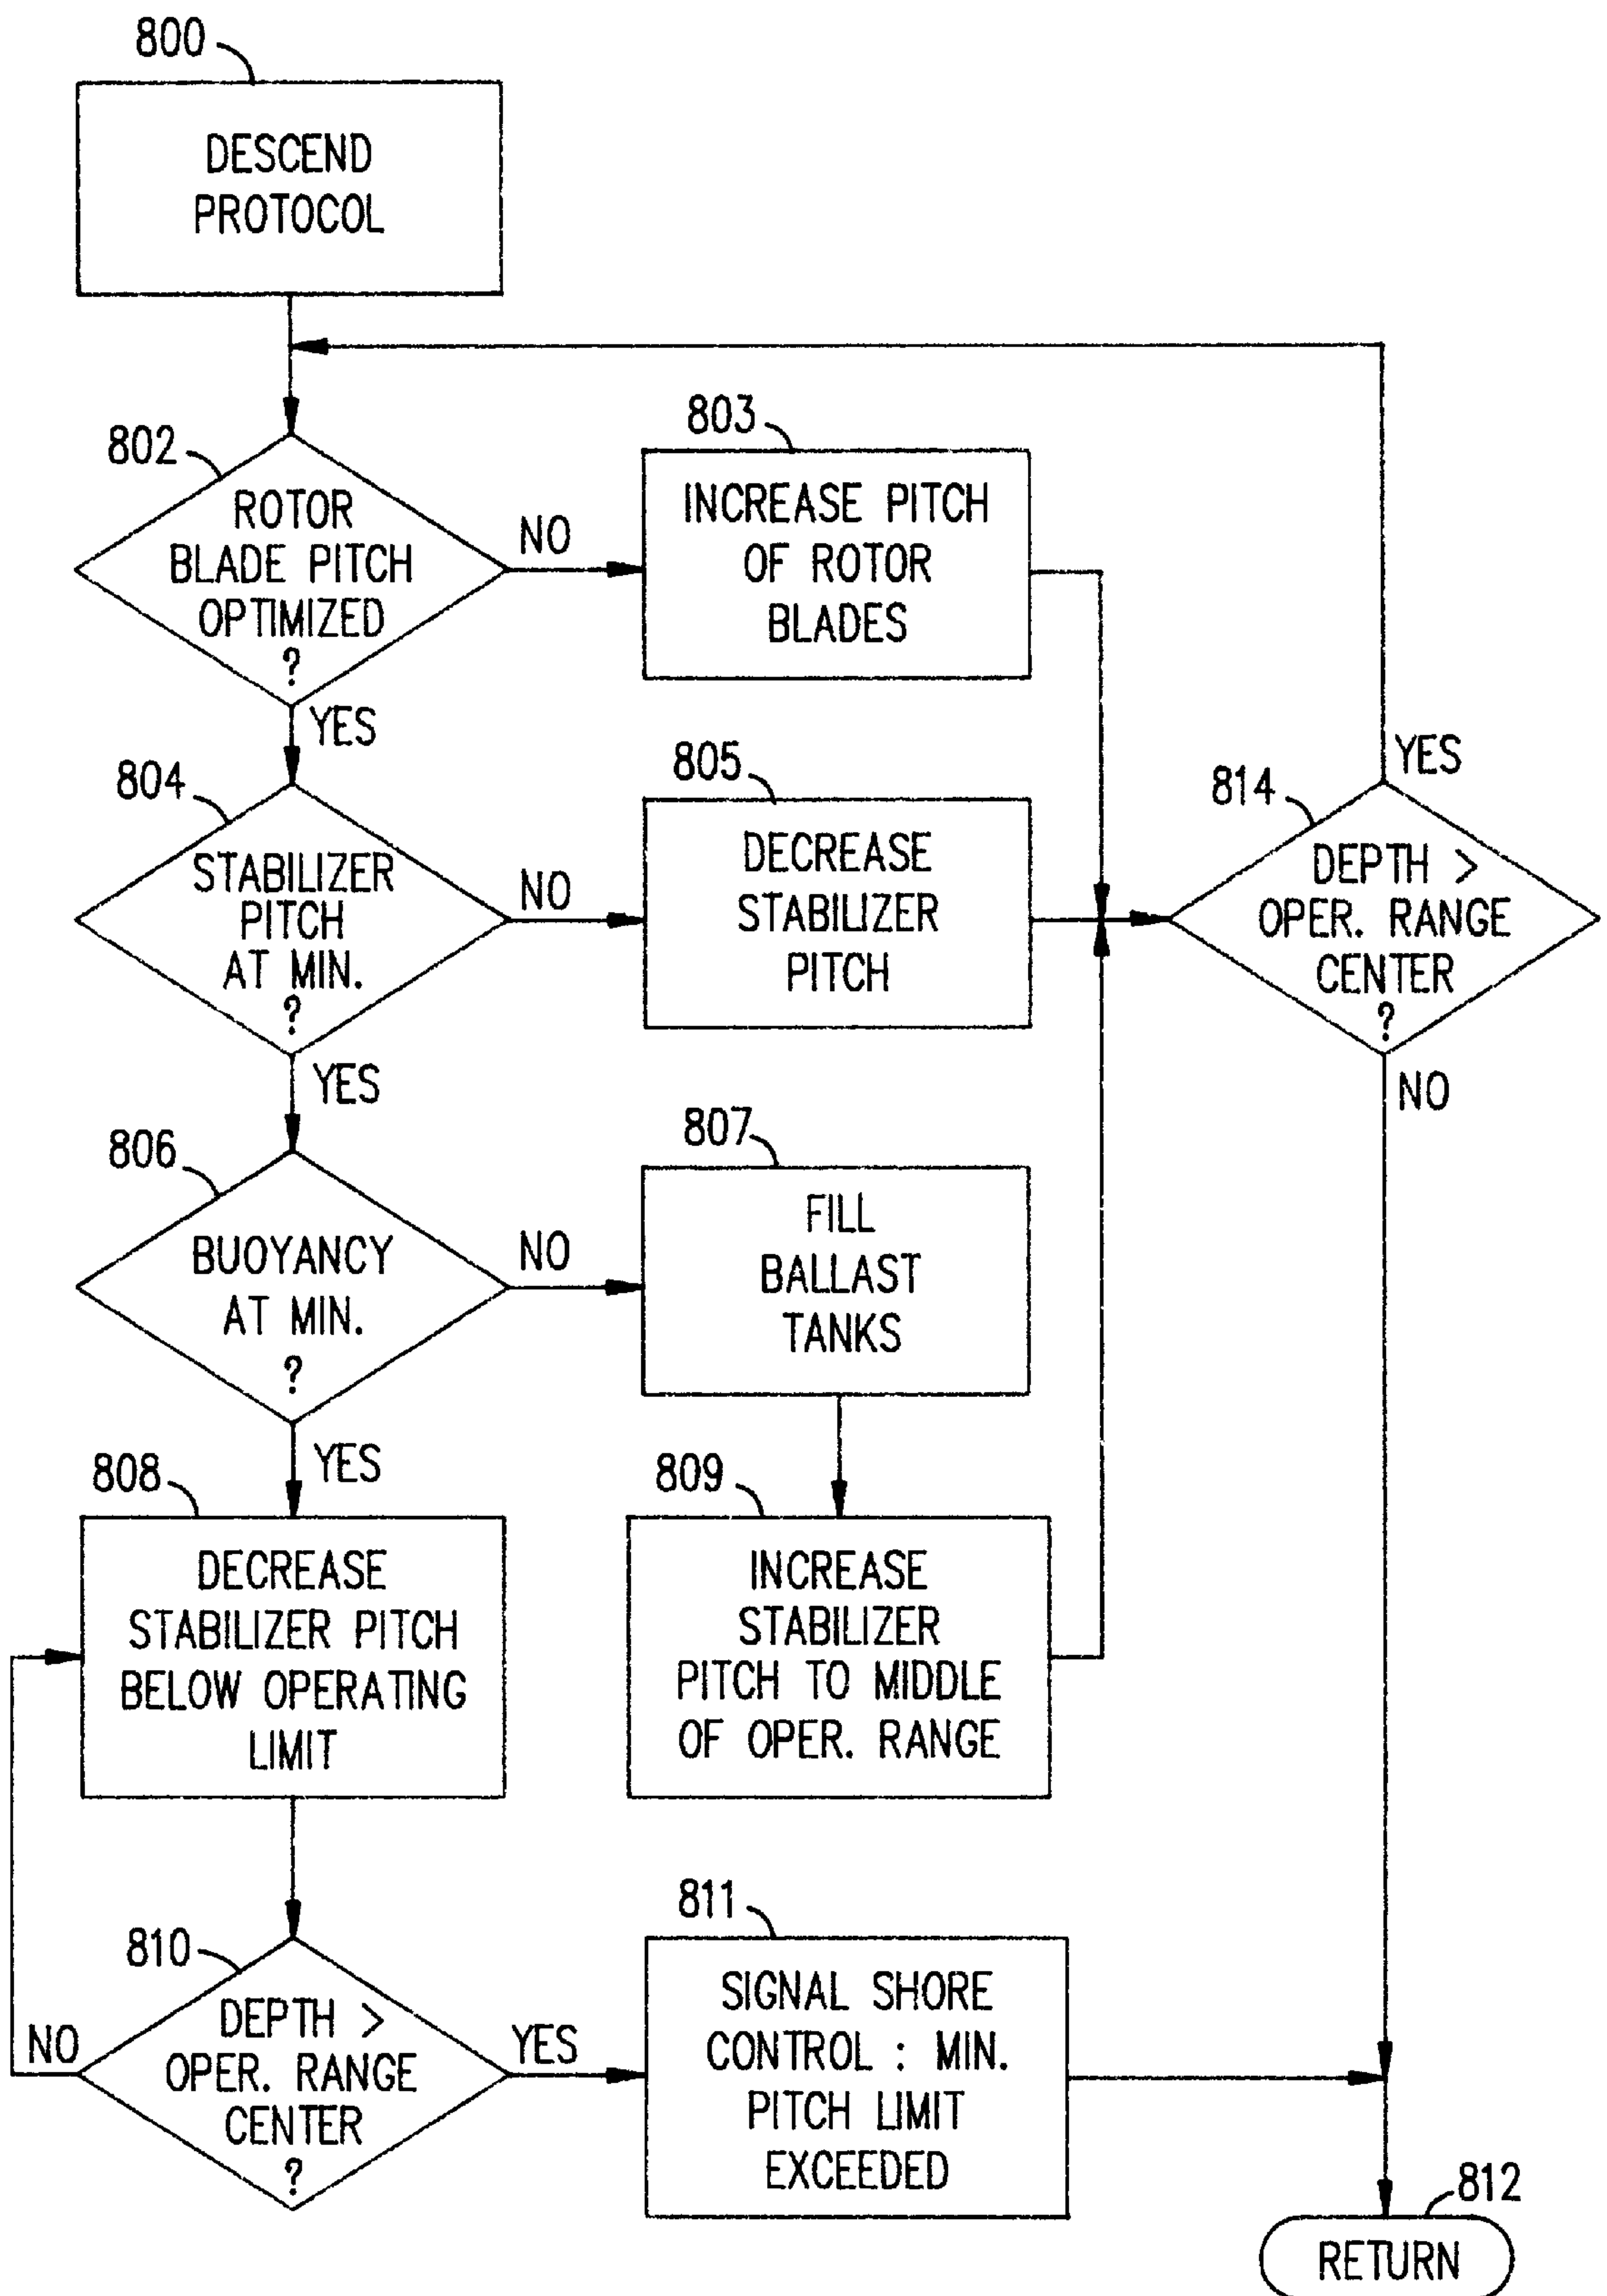 800
DESCEND
PROTOCOL
802
ROTOR
BLADE PITCH
OPTIMIZED
?
NO
YES
803
INCREASE PITCH
OF ROTOR
BLADES
804
STABILIZER
PITCH
AT MIN.
?
NO
YES
805
DECREASE
STABILIZER
PITCH
814
DEPTH >
OPER. RANGE
CENTER
?
YES
NO
806
BUOYANCY
AT MIN.
?
NO
YES
807
FILL
BALLAST
TANKS
808
DECREASE
STABILIZER PITCH
BELOW OPERATING
LIMIT
809
INCREASE
STABILIZER
PITCH TO MIDDLE
OF OPER. RANGE
810
DEPTH >
OPER. RANGE
CENTER
?
NO
YES
811
SIGNAL SHORE
CONTROL : MIN.
PITCH LIMIT
EXCEEDED
812
RETURN